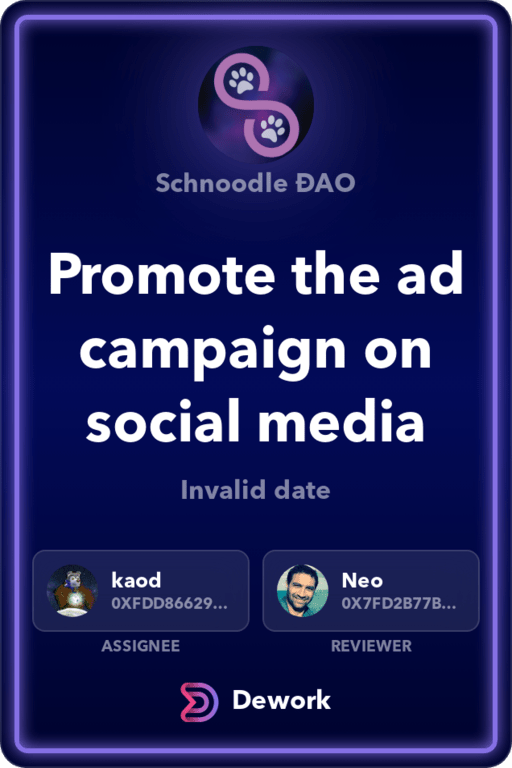 Schnoodle ĐAO
Promote the ad
campaign on
social media
Invalid date
kaod
0XFDD86629...
ASSIGNEE
Neo
0X7FD2B77B...
REVIEWER
Dework